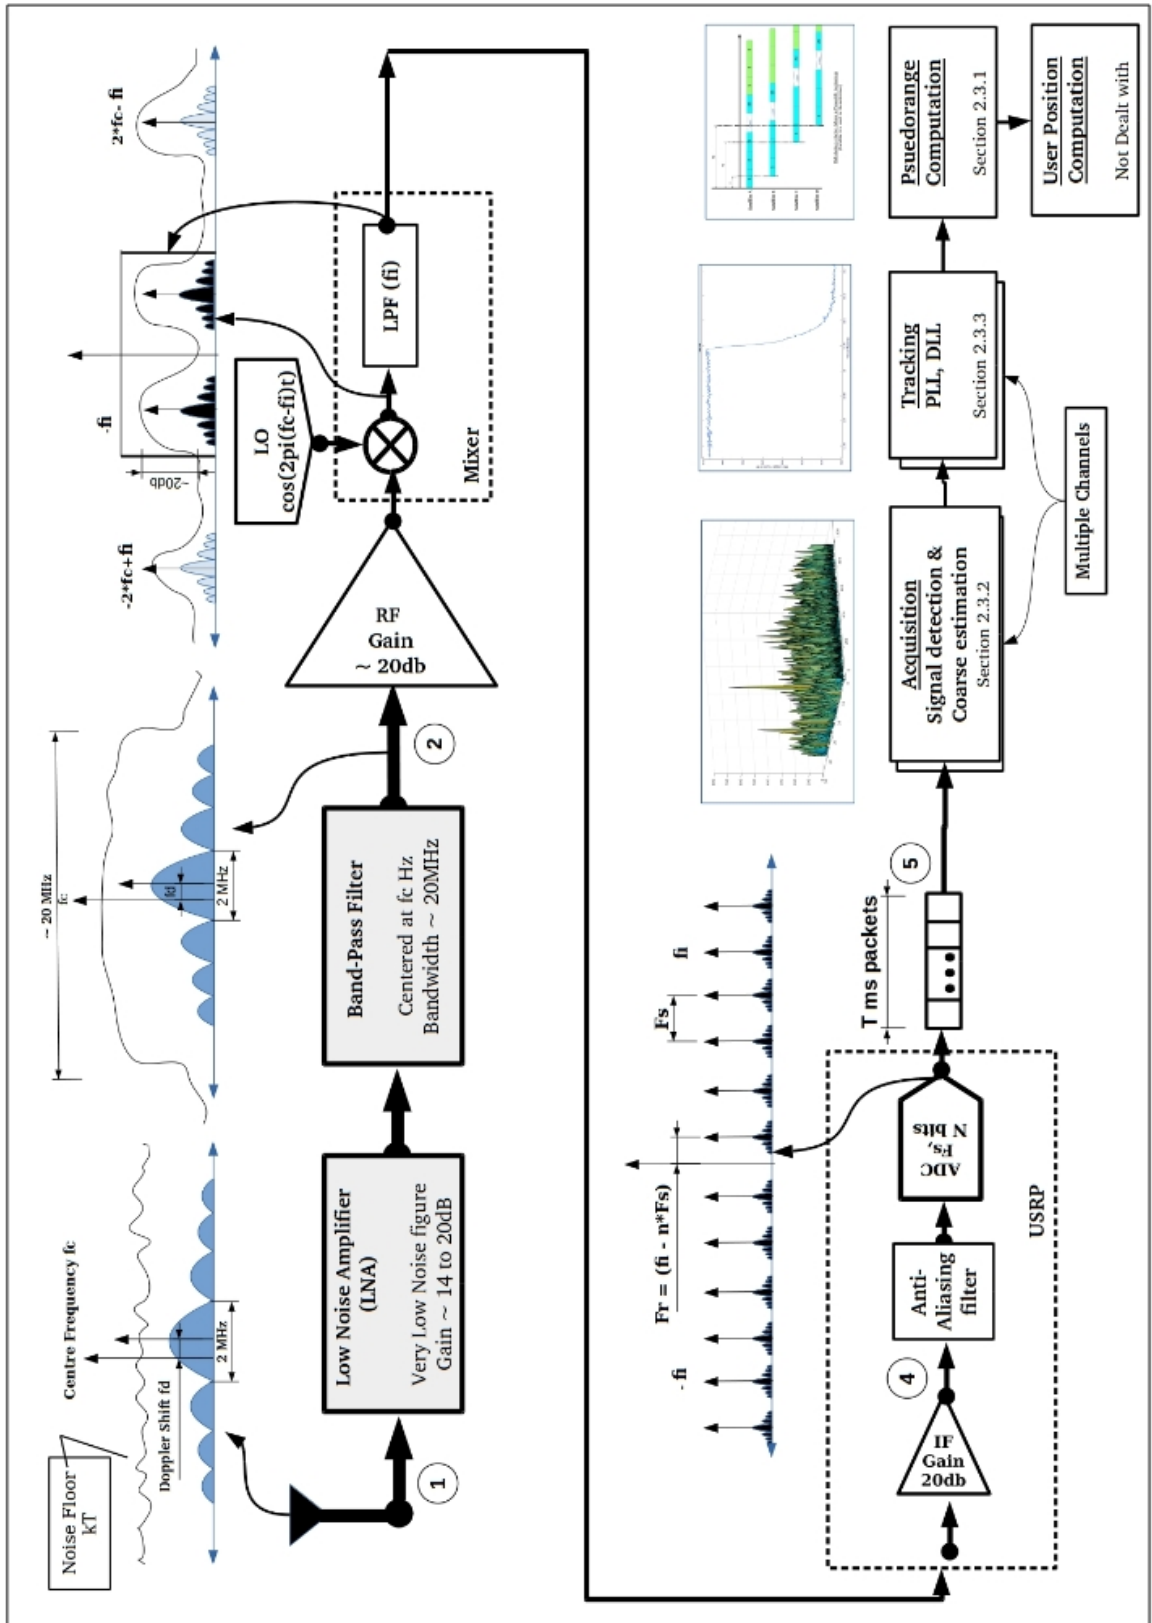 Noise Floor
kT
Centre Frequency fc
Doppler Shift fd
2 MHz
~ 20 MHz
fc
fd
2 MHz
-2*fc+fi
~20db
-fi
2*fc- fi
1
Low Noise Amplifier
(LNA)
Very Low Noise figure
Gain ~ 14 to 20dB
Band-Pass Filter
Centered at fc Hz
Bandwidth ~ 20MHz
2
RF
Gain
~ 20db
LO
cos(2pi(fc-fi)t)
LPF (fi)
Mixer
- fi
Fr = (fi - n*Fs)
Fs
fi
IF
Gain
20db
4
Anti-
Aliasing
filter
ADC
Fs,
N bits
USRP
T ms packets
5
Acquisition
Signal detection &
Coarse estimation
Section 2.3.2
Tracking
PLL, DLL
Section 2.3.3
Multiple Channels
Psuedorange
Computation
Section 2.3.1
User Position
Computation
Not Dealt with